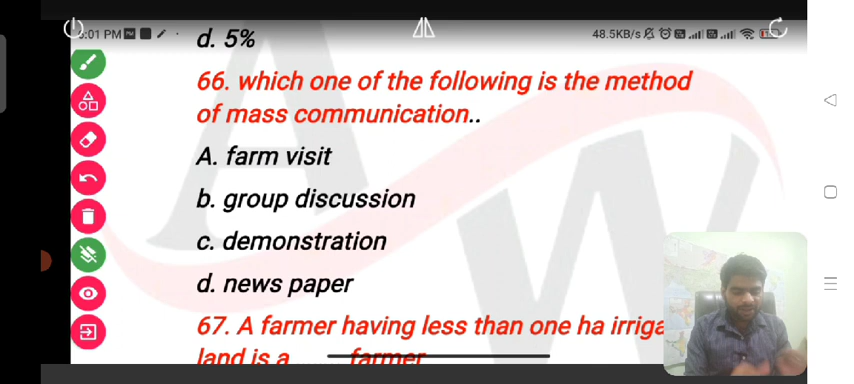 5:01 PM
48.5KB/s
d. 5%
66. which one of the following is the method
of mass communication..
A. farm visit
b. group discussion
c. demonstration
d. news paper
67. A farmer having less than one ha irriga
land is a farmer